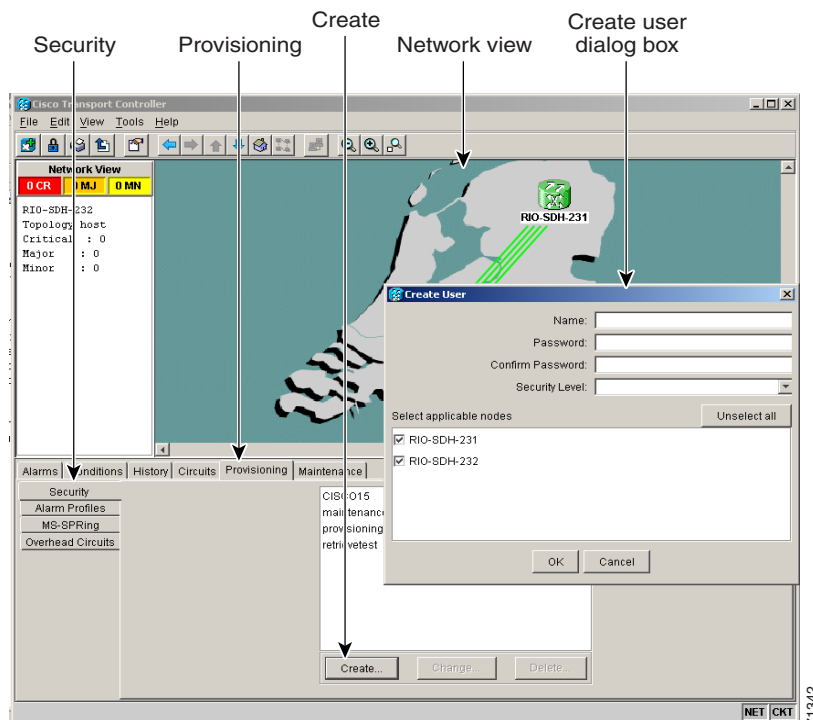 Create
Create user
dialog box
Security
Provisioning
Network view
Cisco Transport Controller
File Edit View Tools Help
Network View
0 CR 0 MJ 0 MN
RIO-SDH-232
Topology host
Critical : 0
Major : 0
Minor : 0
RIO-SDH-231
Create User
Name:
Password:
Confirm Password:
Security Level:
Select applicable nodes
Unselect all
RIO-SDH-231
RIO-SDH-232
OK
Cancel
Alarms Conditions History Circuits Provisioning Maintenance
Security
Alarm Profiles
MS-SPRing
Overhead Circuits
CISCO15
maintenance
provisioning
retrievetest
Create...
Change...
Delete...
NET CKT